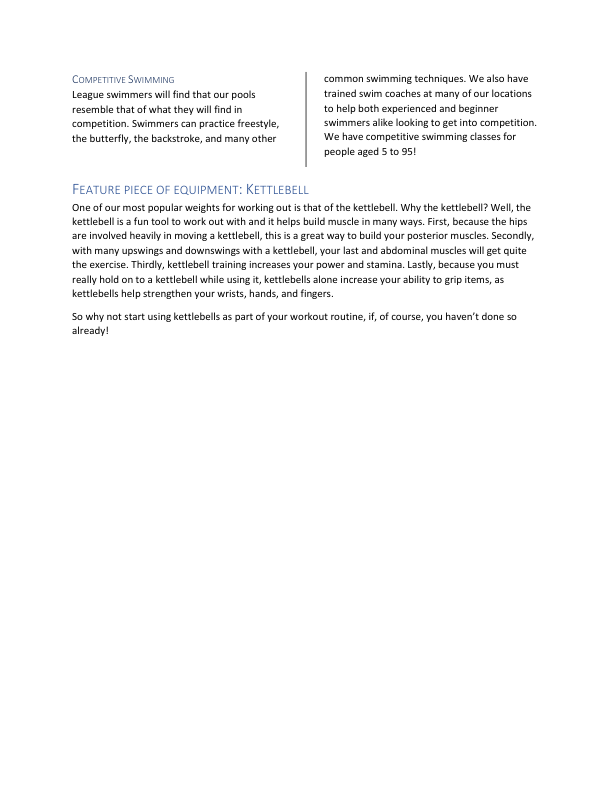 Competitive Swimming
League swimmers will find that our pools
resemble that of what they will find in
competition. Swimmers can practice freestyle,
the butterfly, the backstroke, and many other
common swimming techniques. We also have
trained swim coaches at many of our locations
to help both experienced and beginner
swimmers alike looking to get into competition.
We have competitive swimming classes for
people aged 5 to 95!
Feature piece of equipment: Kettlebell
One of our most popular weights for working out is that of the kettlebell. Why the kettlebell? Well, the
kettlebell is a fun tool to work out with and it helps build muscle in many ways. First, because the hips
are involved heavily in moving a kettlebell, this is a great way to build your posterior muscles. Secondly,
with many upswings and downswings with a kettlebell, your last and abdominal muscles will get quite
the exercise. Thirdly, kettlebell training increases your power and stamina. Lastly, because you must
really hold on to a kettlebell while using it, kettlebells alone increase your ability to grip items, as
kettlebells help strengthen your wrists, hands, and fingers.
So why not start using kettlebells as part of your workout routine, if, of course, you haven't done so
already!